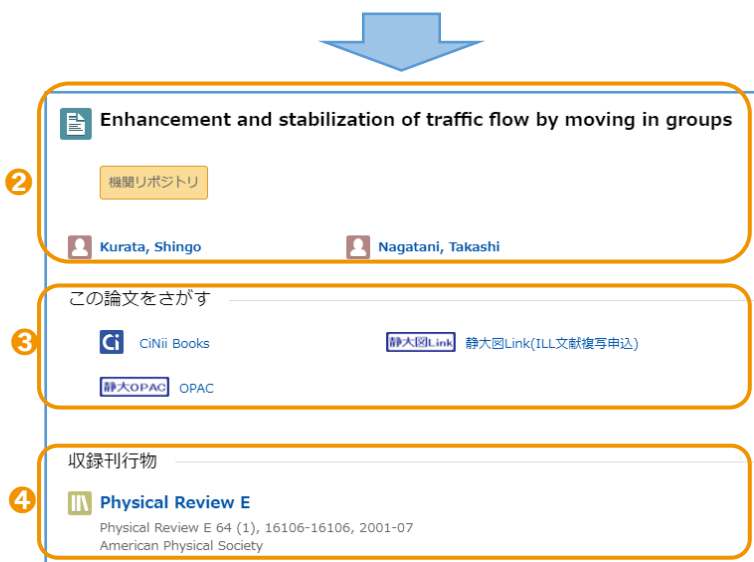 ❷
Enhancement and stabilization of traffic flow by moving in groups
機関リポジトリ
Kurata, Shingo
Nagatani, Takashi
❸
この論文をさがす
Ci CiNii Books
静大図Link 静大図Link(ILL文献複写申込)
静大OPAC OPAC
❹
収録刊行物
Physical Review E
Physical Review E 64 (1), 16106-16106, 2001-07
American Physical Society